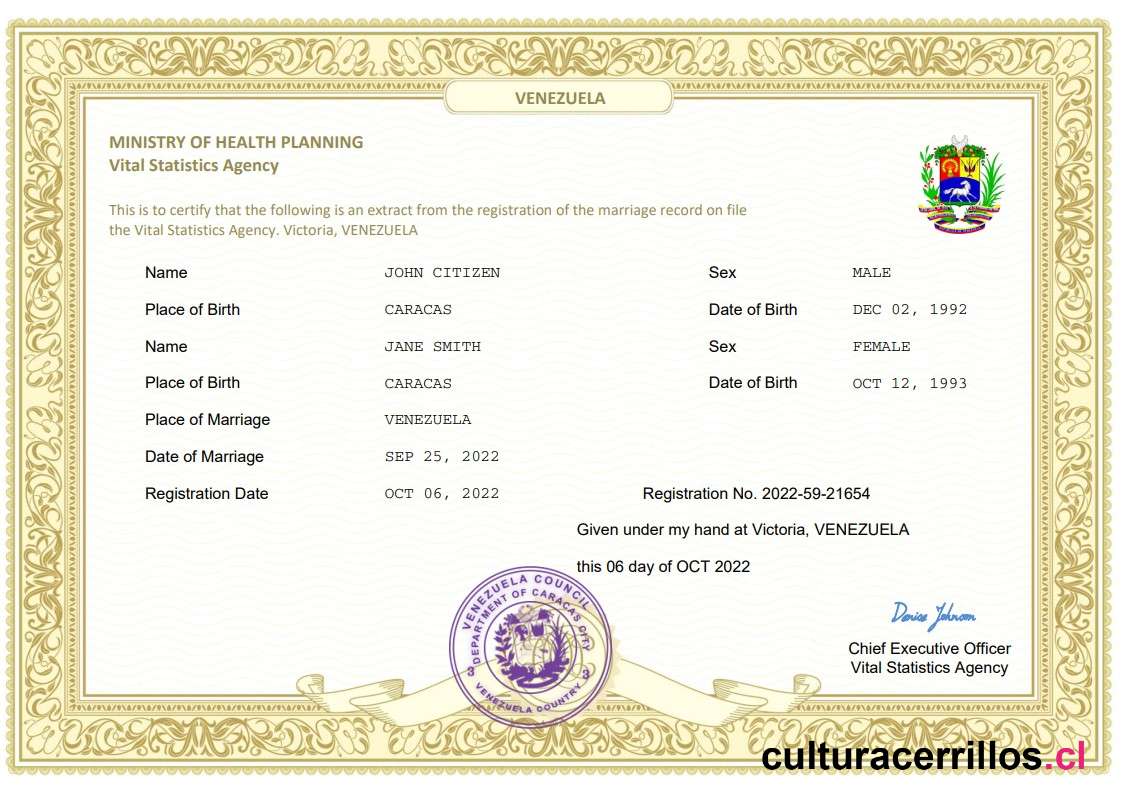 VENEZUELA
MINISTRY OF HEALTH PLANNING
Vital Statistics Agency
This is to certify that the following is an extract from the registration of the marriage record on file
the Vital Statistics Agency. Victoria, VENEZUELA
Name JOHN CITIZEN Sex MALE
Place of Birth CARACAS Date of Birth DEC 02, 1992
Name JANE SMITH Sex FEMALE
Place of Birth CARACAS Date of Birth OCT 12, 1993
Place of Marriage VENEZUELA
Date of Marriage SEP 25, 2022
Registration Date OCT 06, 2022 Registration No. 2022-59-21654
Given under my hand at Victoria, VENEZUELA
this 06 day of OCT 2022
VENEZUELA COUNCIL
DEPARTMENT OF CARACAS CITY
3 3
VENEZUELA COUNTRY
Denise Johnson
Chief Executive Officer
Vital Statistics Agency
culturacerrillos.cl